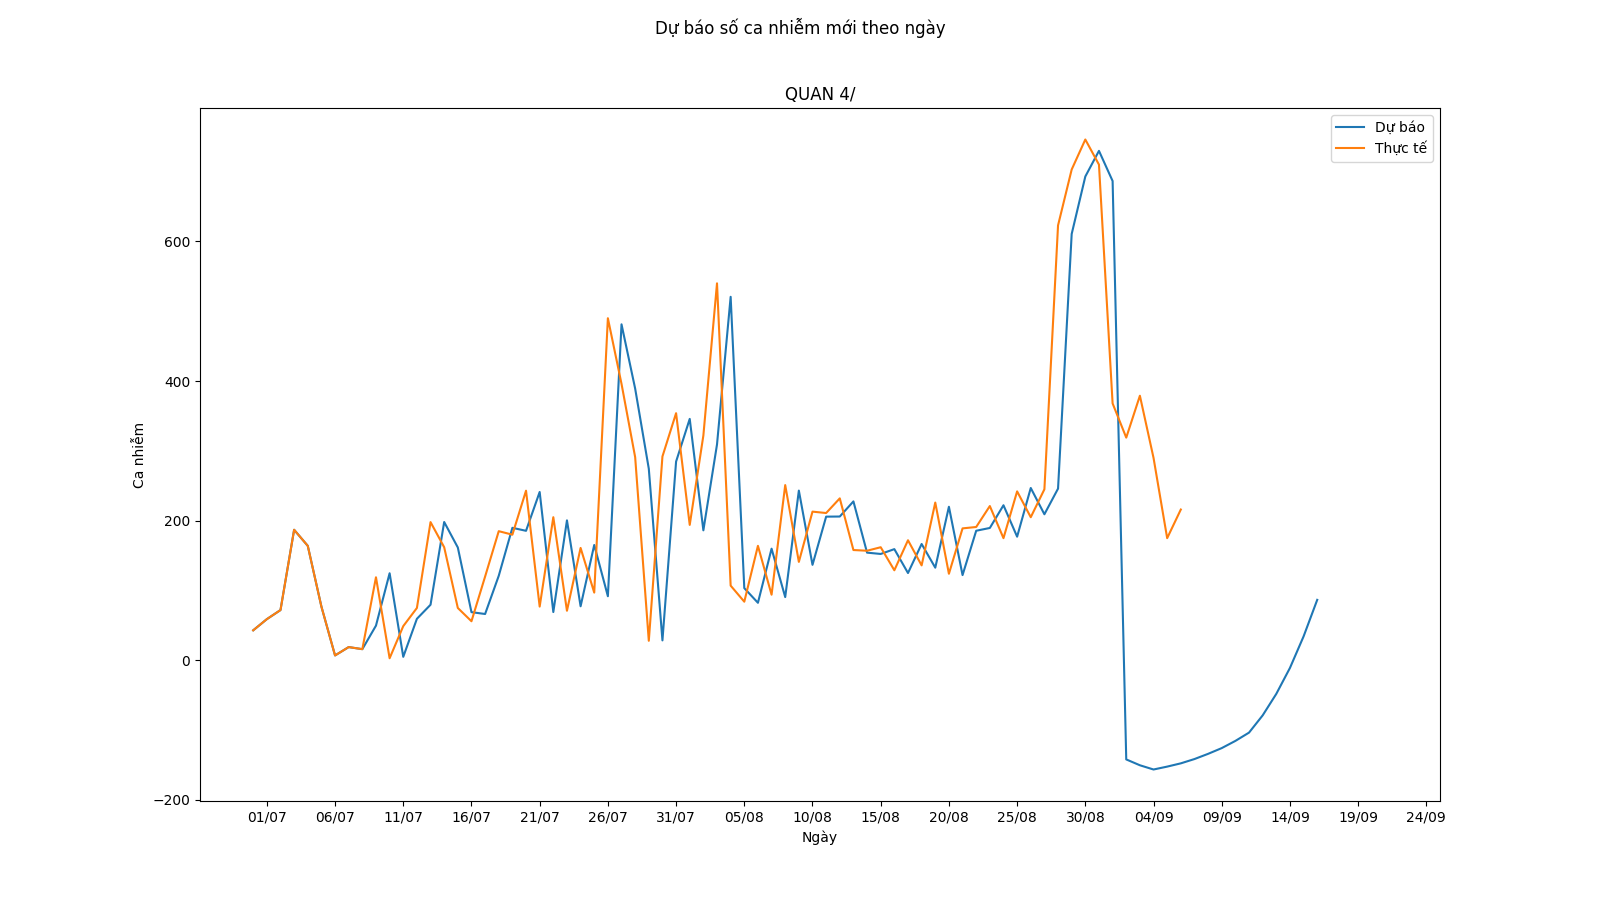 Dự báo số ca nhiễm mới theo ngày
QUAN 4/
Dự báo
Thực tế
600
400
200
0
−200
Ca nhiễm
01/07 06/07 11/07 16/07 21/07 26/07 31/07 05/08 10/08 15/08 20/08 25/08 30/08 04/09 09/09 14/09 19/09 24/09
Ngày